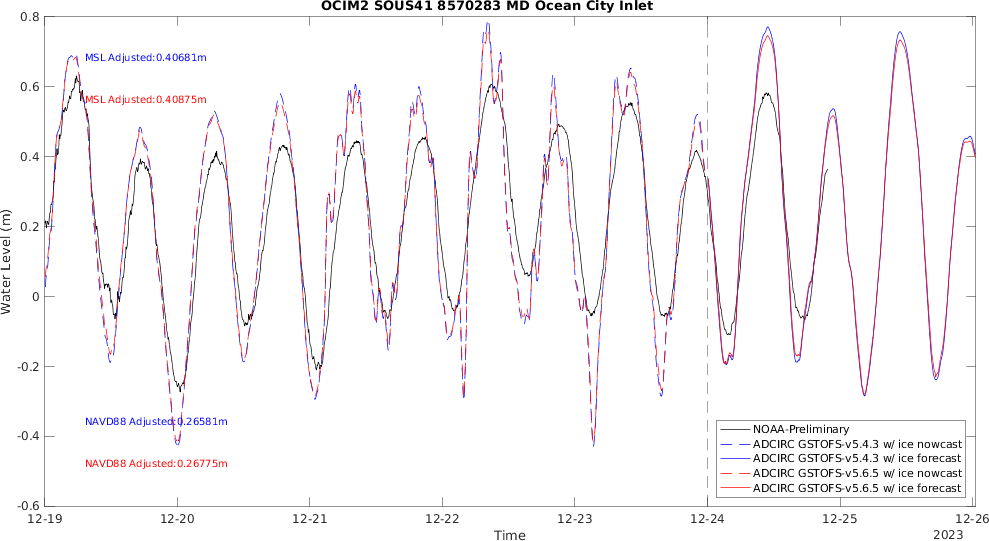 OCIM2 SOUS41 8570283 MD Ocean City Inlet
0.8
0.6
0.4
0.2
0
-0.2
-0.4
-0.6
Water Level (m)
MSL Adjusted:0.40681m
MSL Adjusted:0.40875m
NAVD88 Adjusted:0.26581m
NAVD88 Adjusted:0.26775m
NOAA-Preliminary
ADCIRC GSTOFS-v5.4.3 w/ ice nowcast
ADCIRC GSTOFS-v5.4.3 w/ ice forecast
ADCIRC GSTOFS-v5.6.5 w/ ice nowcast
ADCIRC GSTOFS-v5.6.5 w/ ice forecast
12-19 12-20 12-21 12-22 12-23 12-24 12-25 12-26
Time
2023